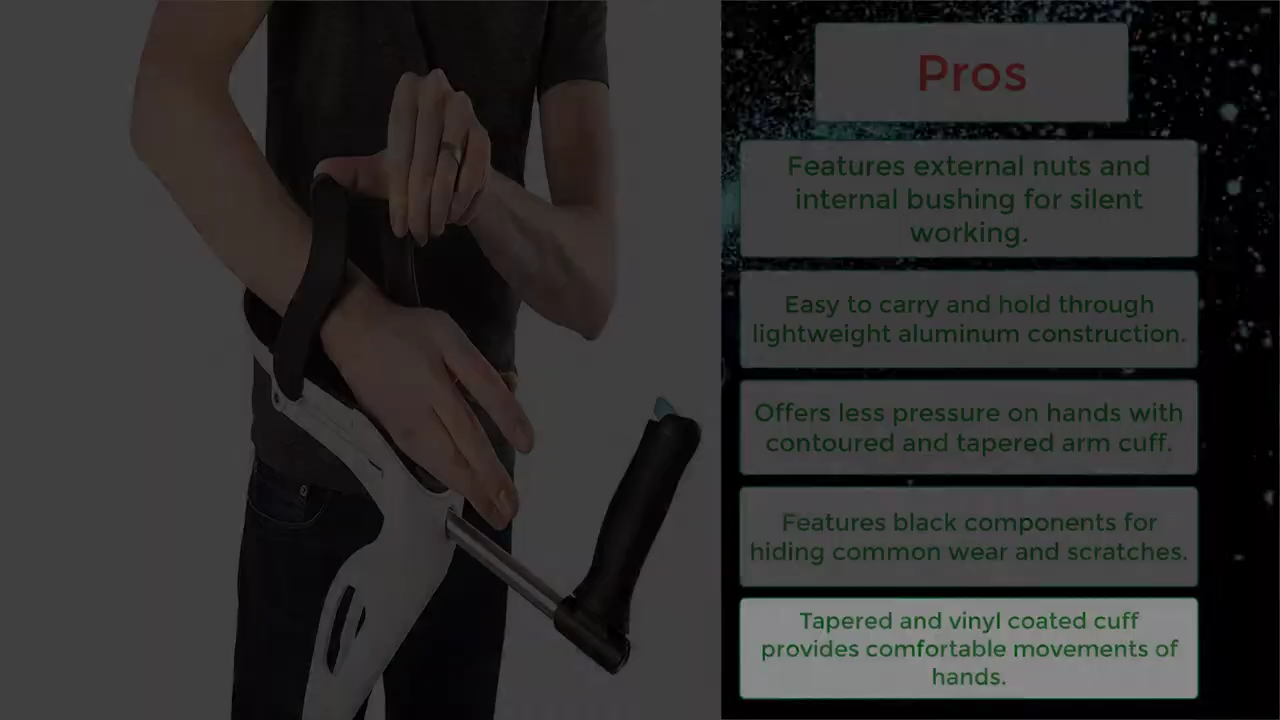 Pros
Features external nuts and
internal bushing for silent
working.
Easy to carry and hold through
lightweight aluminum construction.
Offers less pressure on hands with
contoured and tapered arm cuff.
Features black components for
hiding common wear and scratches.
Tapered and vinyl coated cuff
provides comfortable movements of
hands.